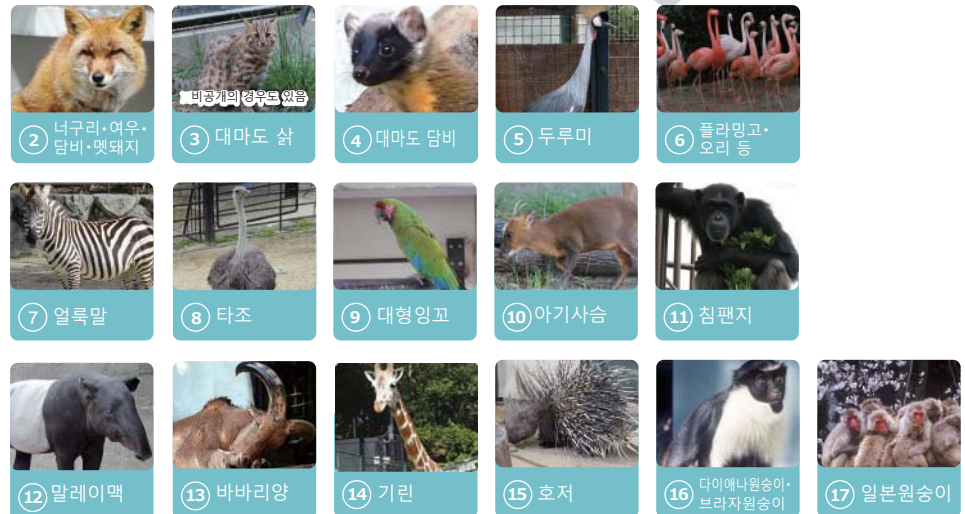 비공개의 경우도 있음
② 너구리·여우·
담비·멧돼지
③ 대마도 삵
④ 대마도 담비
⑤ 두루미
⑥ 플라밍고·
오리 등
⑦ 얼룩말
⑧ 타조
⑨ 대형잉꼬
⑩ 아기사슴
⑪ 침팬지
⑫ 말레이맥
⑬ 바바리양
⑭ 기린
⑮ 호저
⑯ 다이애나원숭이·
브라자원숭이
⑰ 일본원숭이